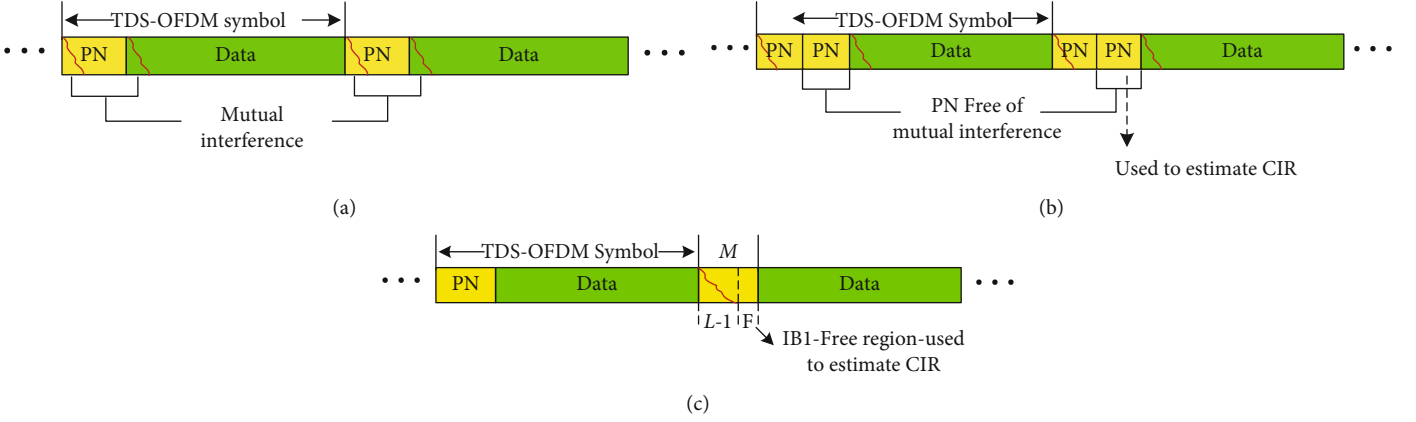 TDS-OFDM symbol
PN Data PN Data
Mutual
interference
(a)
TDS-OFDM Symbol
PN PN Data PN PN Data
PN Free of
mutual interference
Used to estimate CIR
(b)
TDS-OFDM Symbol M
PN Data Data
L-1 F
IB1-Free region-used
to estimate CIR
(c)